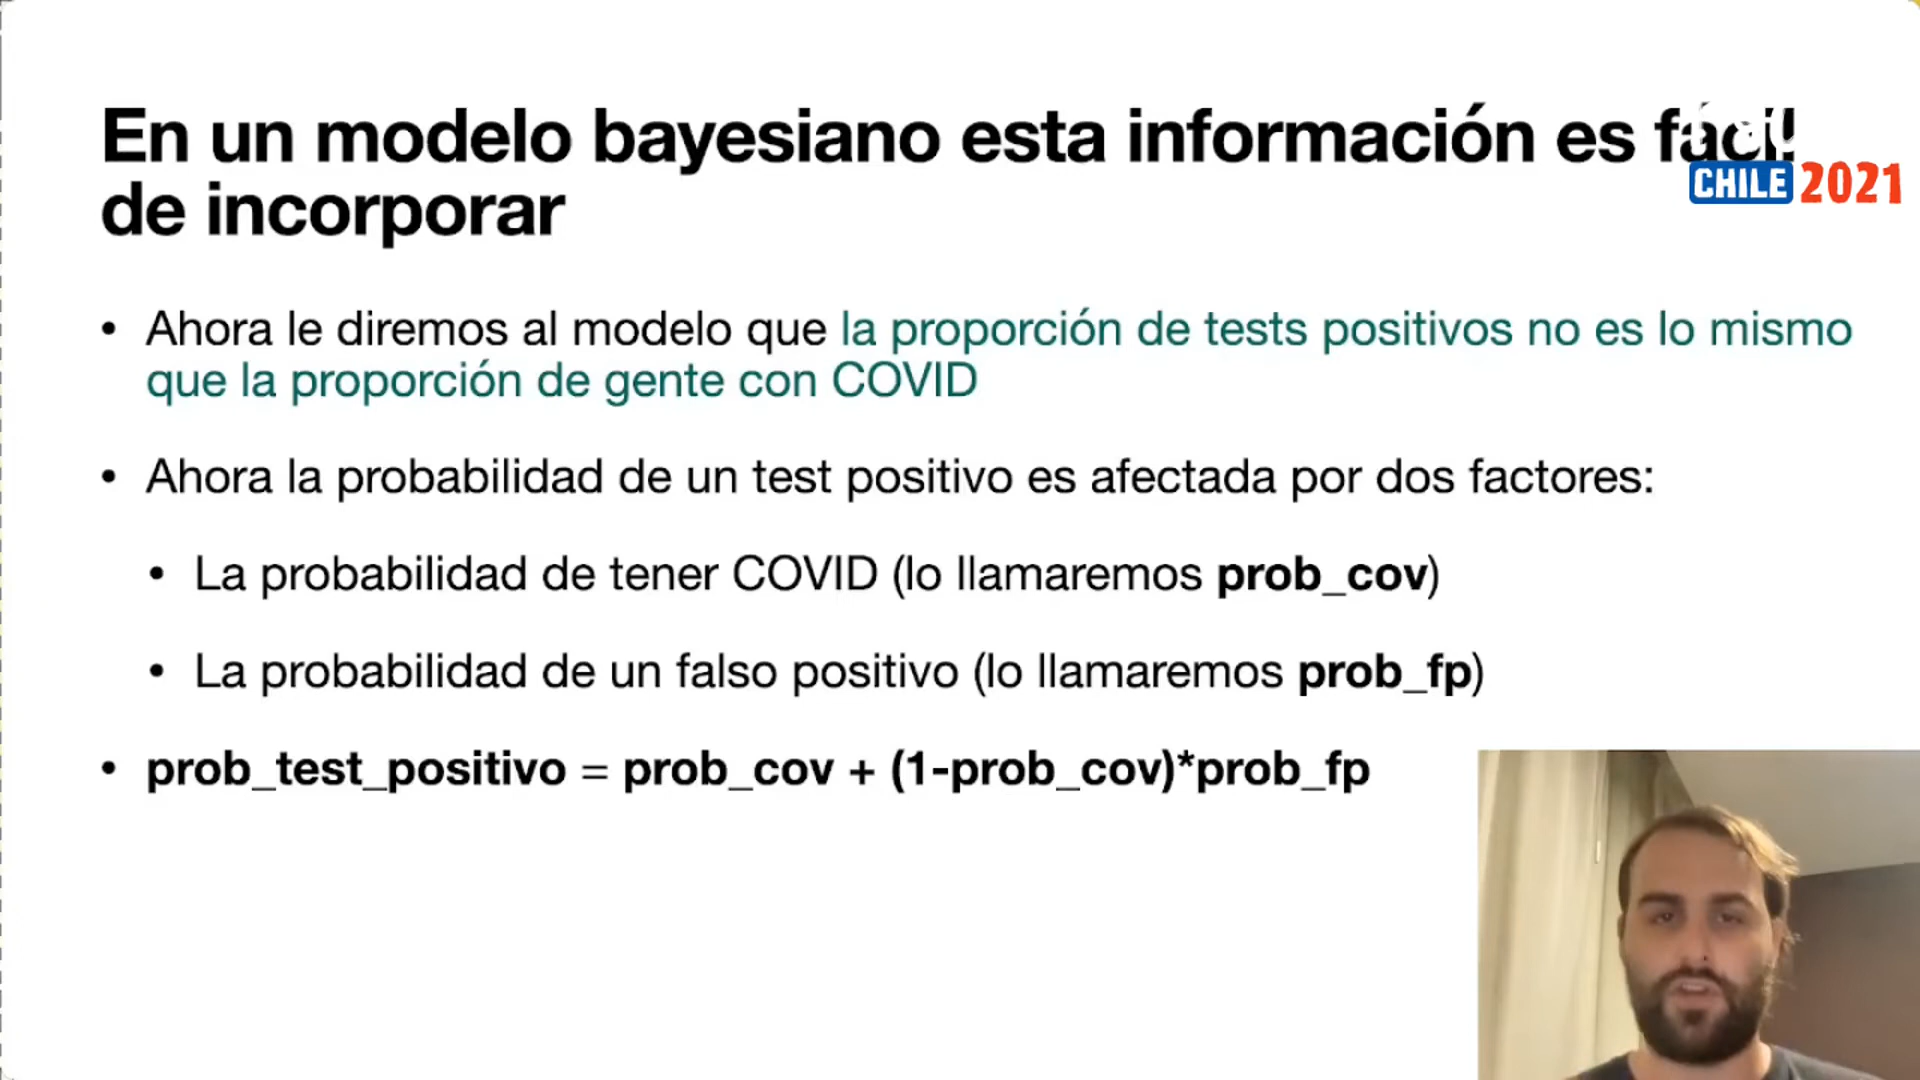 En un modelo bayesiano esta información es fácil
de incorporar
CHILE 2021
• Ahora le diremos al modelo que la proporción de tests positivos no es lo mismo
que la proporción de gente con COVID
• Ahora la probabilidad de un test positivo es afectada por dos factores:
• La probabilidad de tener COVID (lo llamaremos prob_cov)
• La probabilidad de un falso positivo (lo llamaremos prob_fp)
• prob_test_positivo = prob_cov + (1-prob_cov)*prob_fp